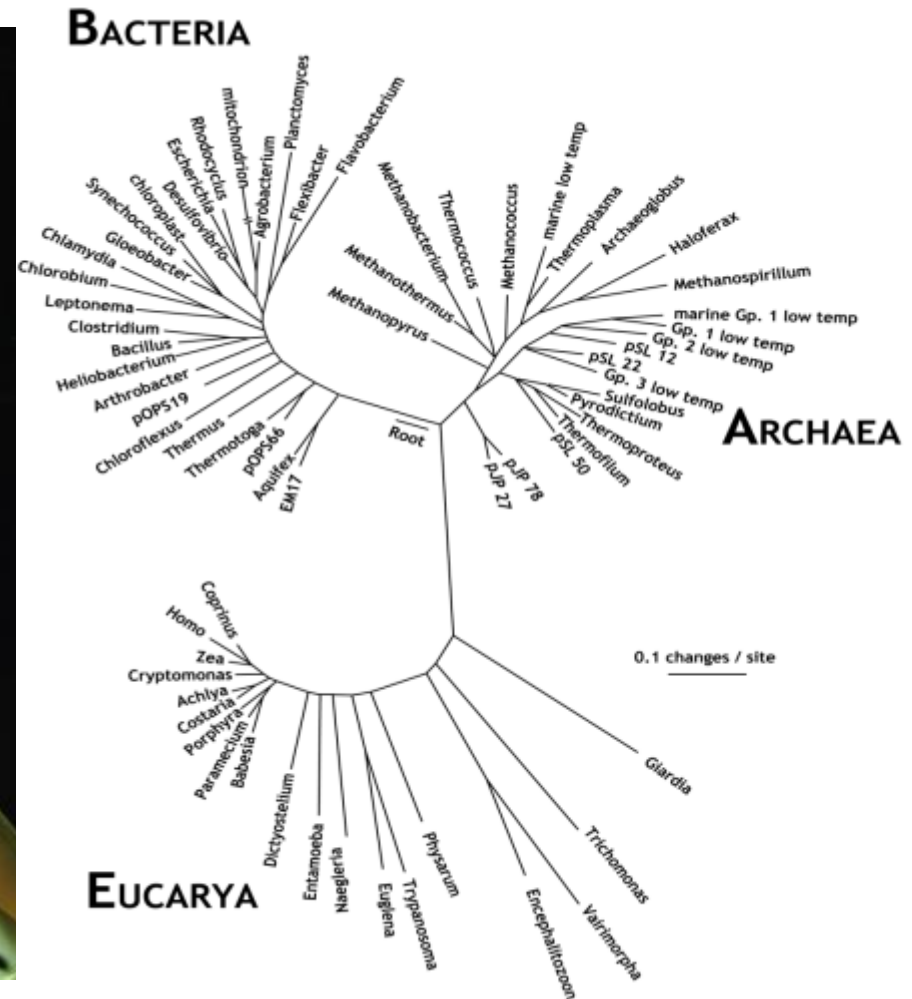 BACTERIA
Planctomyces
mitochondrion
Flavobacterium
Rhodocyclus
Escherichia
Agrobacterium
Flexibacter
Desulfovibrio
chloroplast
Synechococcus
Gloeobacter
Chlamydia
Chlorobium
Leptonema
Clostridium
Bacillus
Heliobacterium
Arthrobacter
pOPS19
Chloroflexus
Thermus
Thermotoga
pOPS66
Aquifex
EM17
Root
Methanopyrus
Methanothermus
Methanobacterium
Thermococcus
Methanococcus
marine low temp
Thermoplasma
Archaeoglobus
Haloferax
Methanospirillum
marine Gp. 1 low temp
Gp. 1 low temp
Gp. 2 low temp
pSL 12
pSL 22
Gp. 3 low temp
Sulfolobus
Pyrodictium
Thermoproteus
Thermofilum
pSL 50
pJP 78
pJP 27
ARCHAEA
Coprinus
Homo
Zea
Cryptomonas
Achlya
Costaria
Porphyra
Paramecium
Babesia
Dictyostelium
Entamoeba
Naegleria
Euglena
Trypanosoma
Physarum
Encephalitozoon
Vairimorpha
Trichomonas
Giardia
0.1 changes / site
EUCARYA